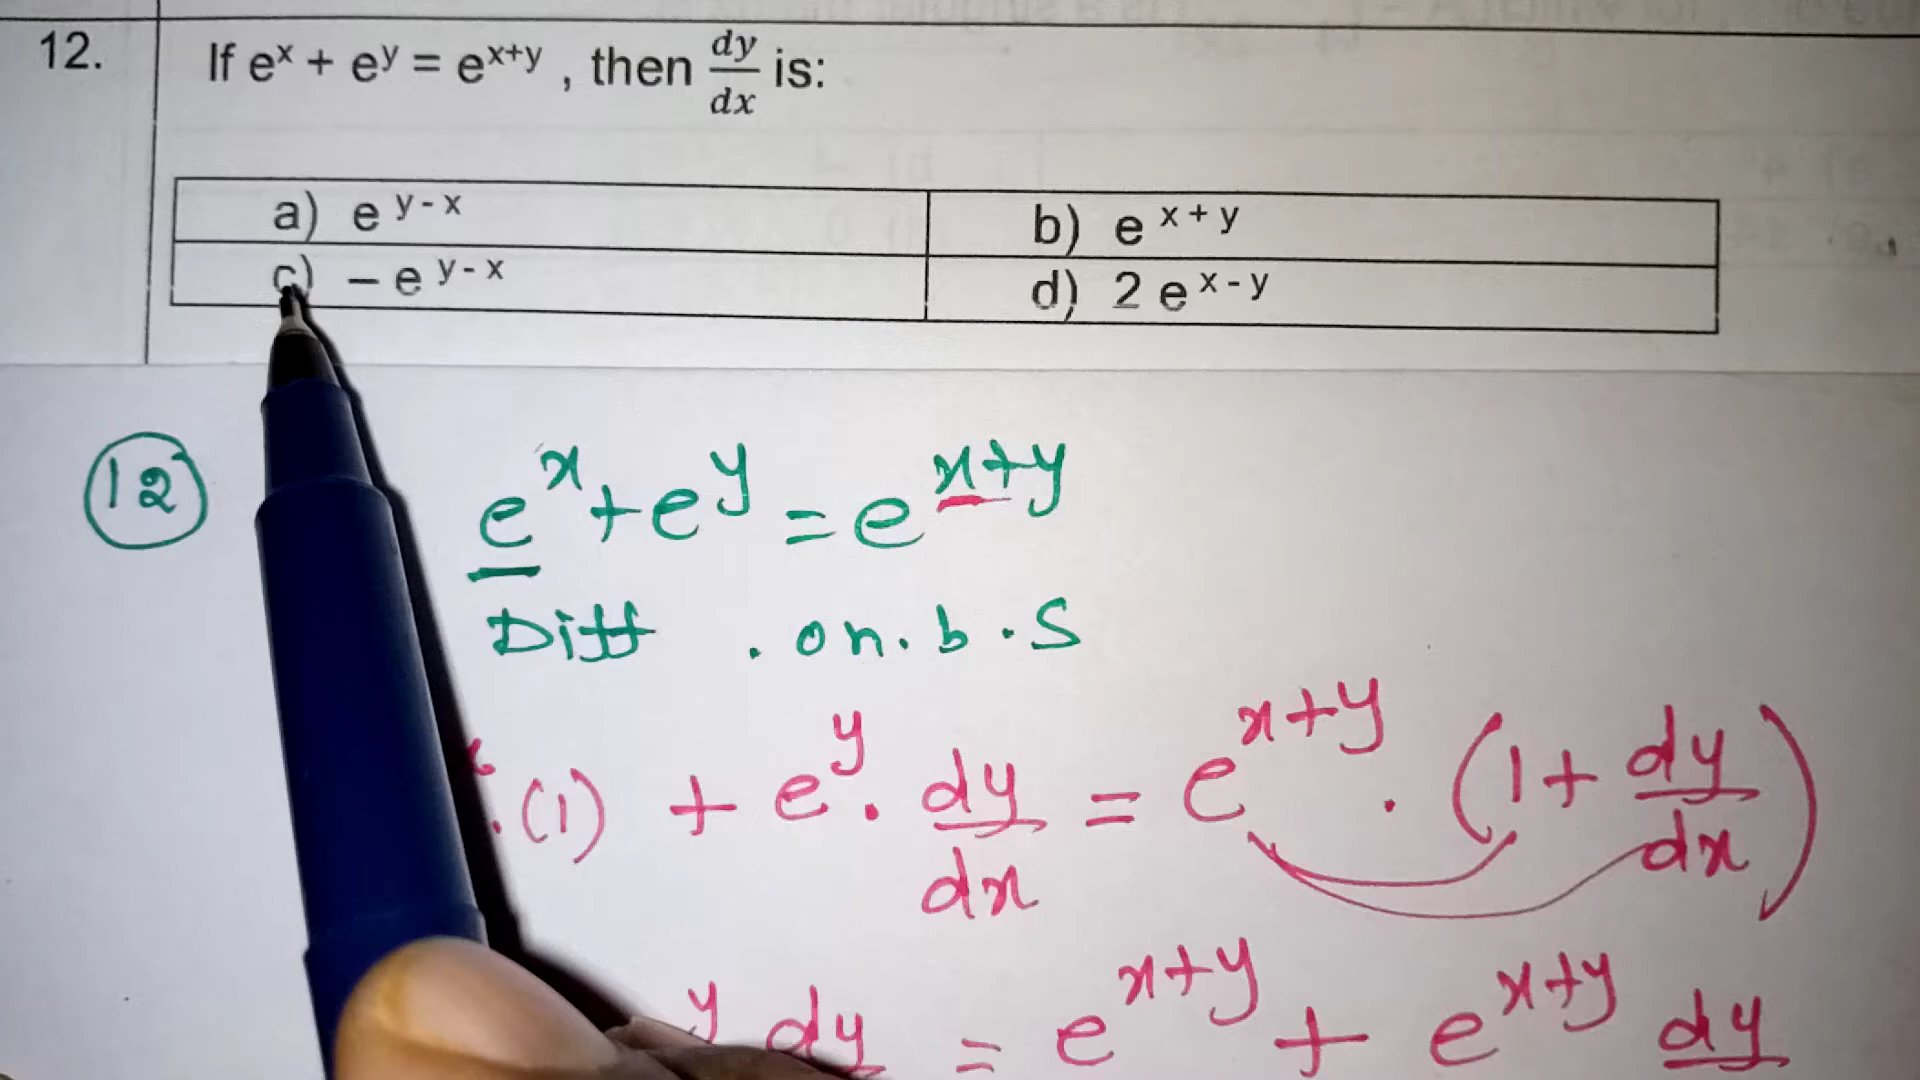 12. If eˣ + eʸ = eˣ⁺ʸ , then dy/dx is:
a) e ʸ⁻ˣ b) e ˣ⁺ʸ
c) – e ʸ⁻ˣ d) 2 e ˣ⁻ʸ
12 eˣ + eʸ = eˣ⁺ʸ
Diff . on . b . s
. (1) + eʸ . dy/dx = eˣ⁺ʸ . (1 + dy/dx)
y dy = eˣ⁺ʸ + eˣ⁺ʸ dy